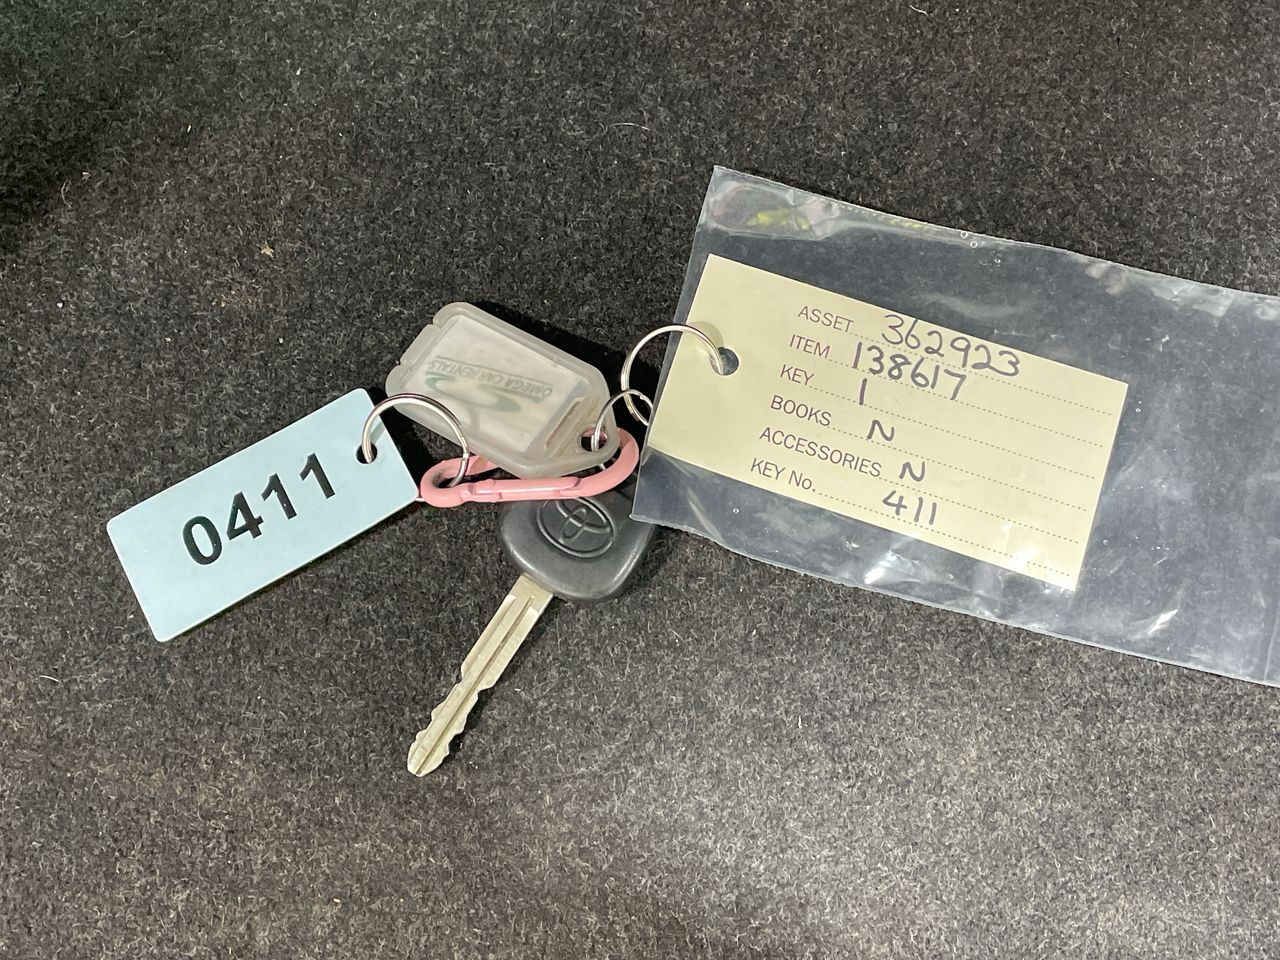 0411
OMEGA CAR RENTALS
ASSET 362923
ITEM 138617
KEY 1
BOOKS N
ACCESSORIES N
KEY No. 411